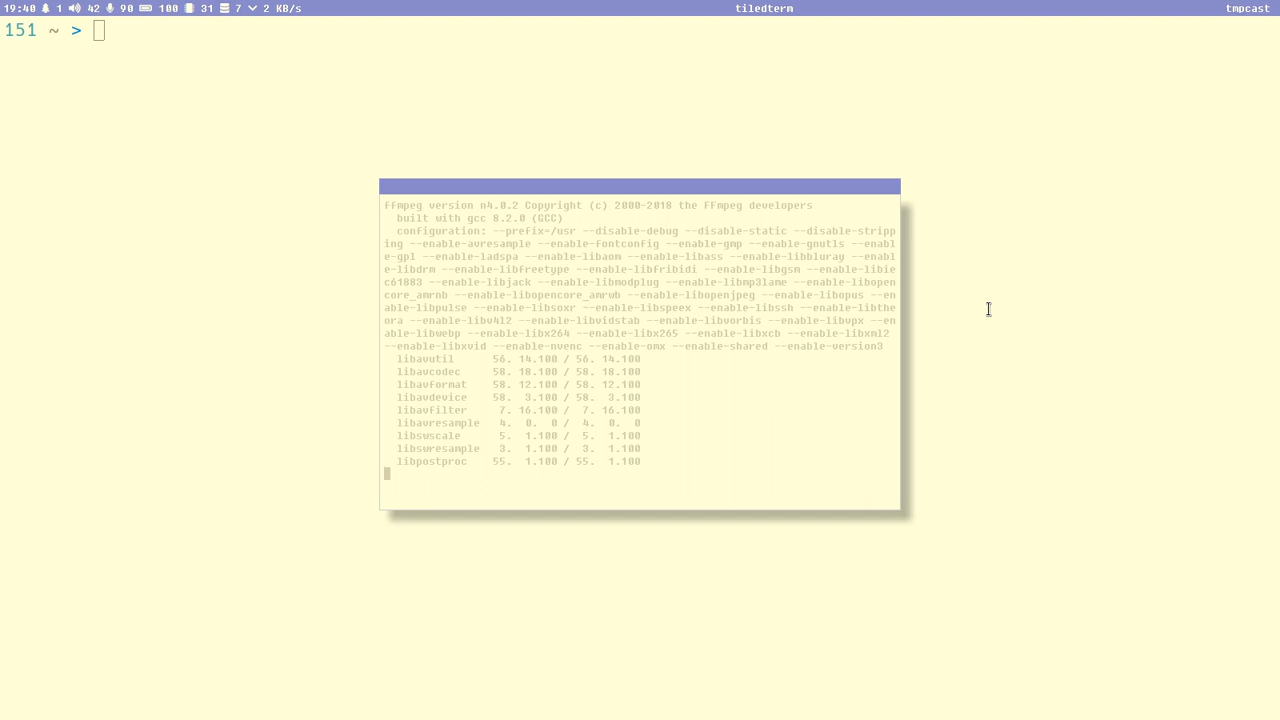 19:40 1 42 90 100 31 7 2 KB/s tiledterm tmpcast
151 ~ >
ffmpeg version n4.0.2 Copyright (c) 2000-2018 the FFmpeg developers
built with gcc 8.2.0 (GCC)
configuration: --prefix=/usr --disable-debug --disable-static --disable-stripp
ing --enable-avresample --enable-fontconfig --enable-gmp --enable-gnutls --enabl
e-gpl --enable-ladspa --enable-libaom --enable-libass --enable-libbluray --enabl
e-libdrm --enable-libfreetype --enable-libfribidi --enable-libgsm --enable-libie
c61883 --enable-libjack --enable-libmodplug --enable-libmp3lame --enable-libopen
core_amrnb --enable-libopencore_amrwb --enable-libopenjpeg --enable-libopus --en
able-libpulse --enable-libsoxr --enable-libspeex --enable-libssh --enable-libthe
ora --enable-libv4l2 --enable-libvidstab --enable-libvorbis --enable-libvpx --en
able-libwebp --enable-libx264 --enable-libx265 --enable-libxcb --enable-libxml2
--enable-libxvid --enable-nvenc --enable-omx --enable-shared --enable-version3
libavutil 56. 14.100 / 56. 14.100
libavcodec 58. 18.100 / 58. 18.100
libavformat 58. 12.100 / 58. 12.100
libavdevice 58. 3.100 / 58. 3.100
libavfilter 7. 16.100 / 7. 16.100
libavresample 4. 0. 0 / 4. 0. 0
libswscale 5. 1.100 / 5. 1.100
libswresample 3. 1.100 / 3. 1.100
libpostproc 55. 1.100 / 55. 1.100